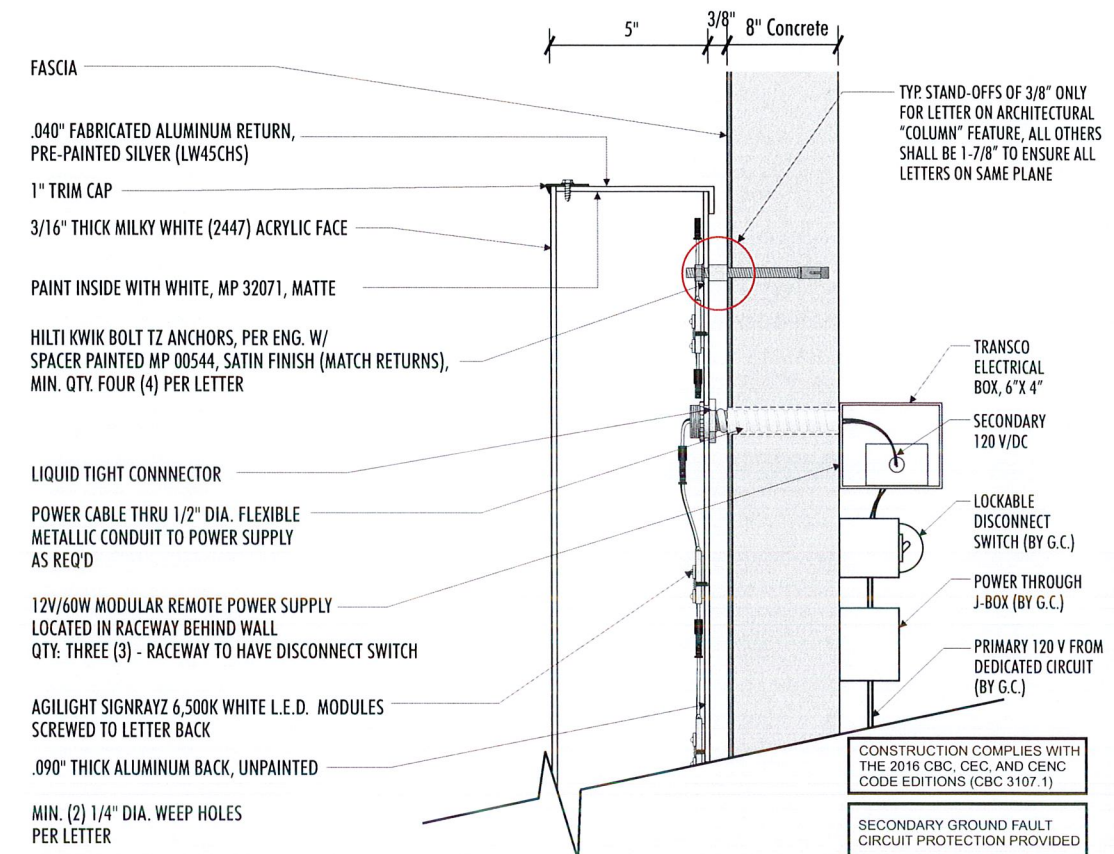 5"
3/8"
8" Concrete
FASCIA
.040" FABRICATED ALUMINUM RETURN,
PRE-PAINTED SILVER (LW45CHS)
1" TRIM CAP
3/16" THICK MILKY WHITE (2447) ACRYLIC FACE
PAINT INSIDE WITH WHITE, MP 32071, MATTE
HILTI KWIK BOLT TZ ANCHORS, PER ENG. W/
SPACER PAINTED MP 00544, SATIN FINISH (MATCH RETURNS),
MIN. QTY. FOUR (4) PER LETTER
LIQUID TIGHT CONNNECTOR
POWER CABLE THRU 1/2" DIA. FLEXIBLE
METALLIC CONDUIT TO POWER SUPPLY
AS REQ'D
12V/60W MODULAR REMOTE POWER SUPPLY
LOCATED IN RACEWAY BEHIND WALL
QTY: THREE (3) - RACEWAY TO HAVE DISCONNECT SWITCH
AGILIGHT SIGNRAYZ 6,500K WHITE L.E.D. MODULES
SCREWED TO LETTER BACK
.090" THICK ALUMINUM BACK, UNPAINTED
MIN. (2) 1/4" DIA. WEEP HOLES
PER LETTER
TYP. STAND-OFFS OF 3/8" ONLY
FOR LETTER ON ARCHITECTURAL
"COLUMN" FEATURE, ALL OTHERS
SHALL BE 1-7/8" TO ENSURE ALL
LETTERS ON SAME PLANE
TRANSCO
ELECTRICAL
BOX, 6"X 4"
SECONDARY
120 V/DC
LOCKABLE
DISCONNECT
SWITCH (BY G.C.)
POWER THROUGH
J-BOX (BY G.C.)
PRIMARY 120 V FROM
DEDICATED CIRCUIT
(BY G.C.)
CONSTRUCTION COMPLIES WITH
THE 2016 CBC, CEC, AND CENC
CODE EDITIONS (CBC 3107.1)
SECONDARY GROUND FAULT
CIRCUIT PROTECTION PROVIDED